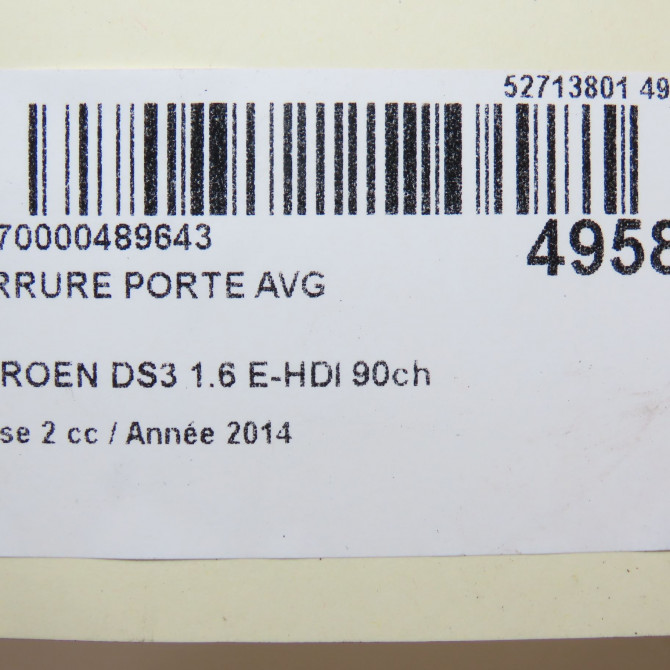 52713801 49
70000489643
4958
RRURE PORTE AVG
ROEN DS3 1.6 E-HDI 90ch
se 2 cc / Année 2014